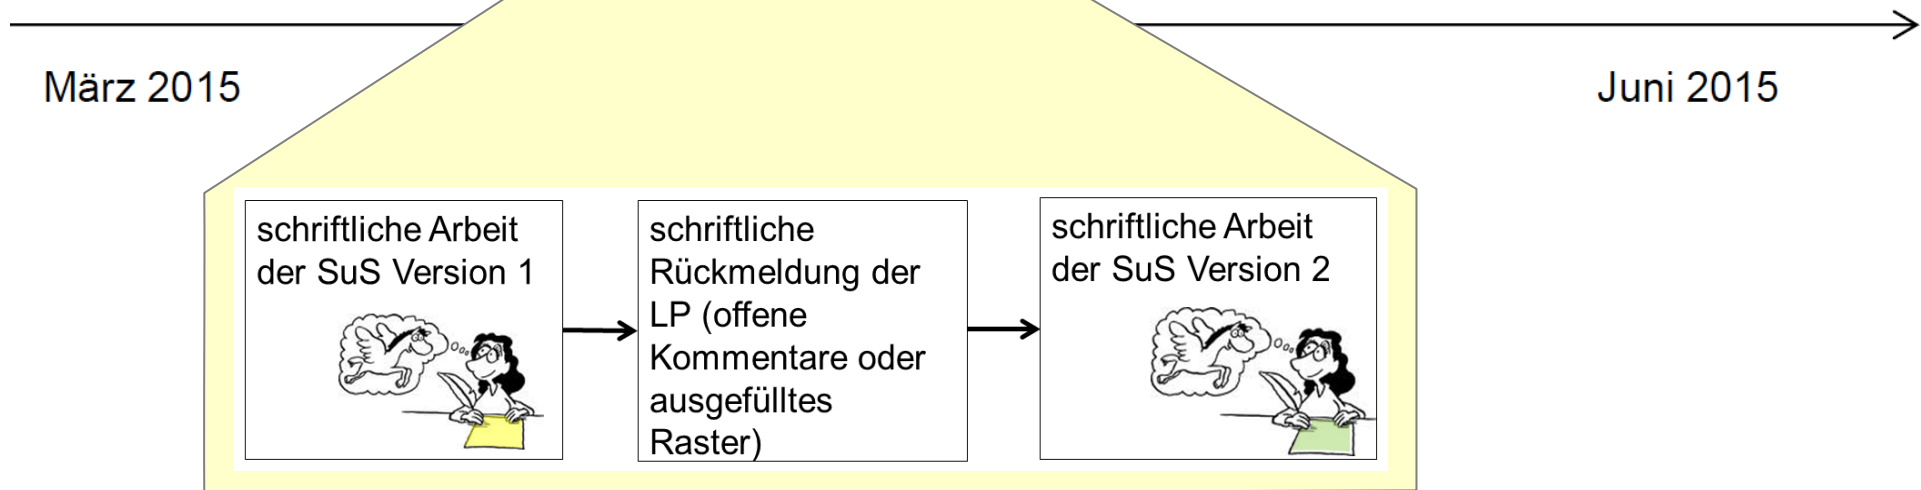 März 2015
Juni 2015
schriftliche Arbeit
der SuS Version 1
schriftliche
Rückmeldung der
LP (offene
Kommentare oder
ausgefülltes
Raster)
schriftliche Arbeit
der SuS Version 2